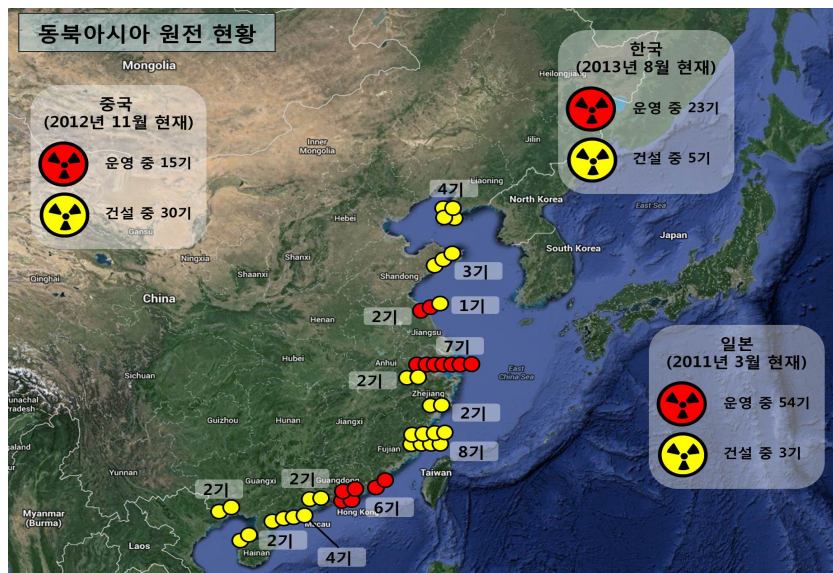 동북아시아 원전 현황
한국
(2013년 8월 현재)
운영 중 23기
건설 중 5기
중국
(2012년 11월 현재)
운영 중 15기
건설 중 30기
일본
(2011년 3월 현재)
운영 중 54기
건설 중 3기
Mongolia
Heilongjiang
Jilin
Inner
Mongolia
Liaoning
4기
North Korea
East Sea
Japan
South Korea
Hebei
Gansu
Ningxia
Shanxi
Shaanxi
Qinghai
Shandong
3기
China
1기
2기
Henan
Jiangsu
7기
Anhui
Hubei
East
China Sea
Sichuan
2기
Zhejiang
2기
Guizhou
Hunan
Jiangxi
Fujian
8기
Taiwan
Yunnan
Guangxi
Guangdong
2기
2기
6기
Hong Kong
Macau
2기
4기
Hainan
Myanmar
(Burma)
Laos
unachal
Pradesh
galand